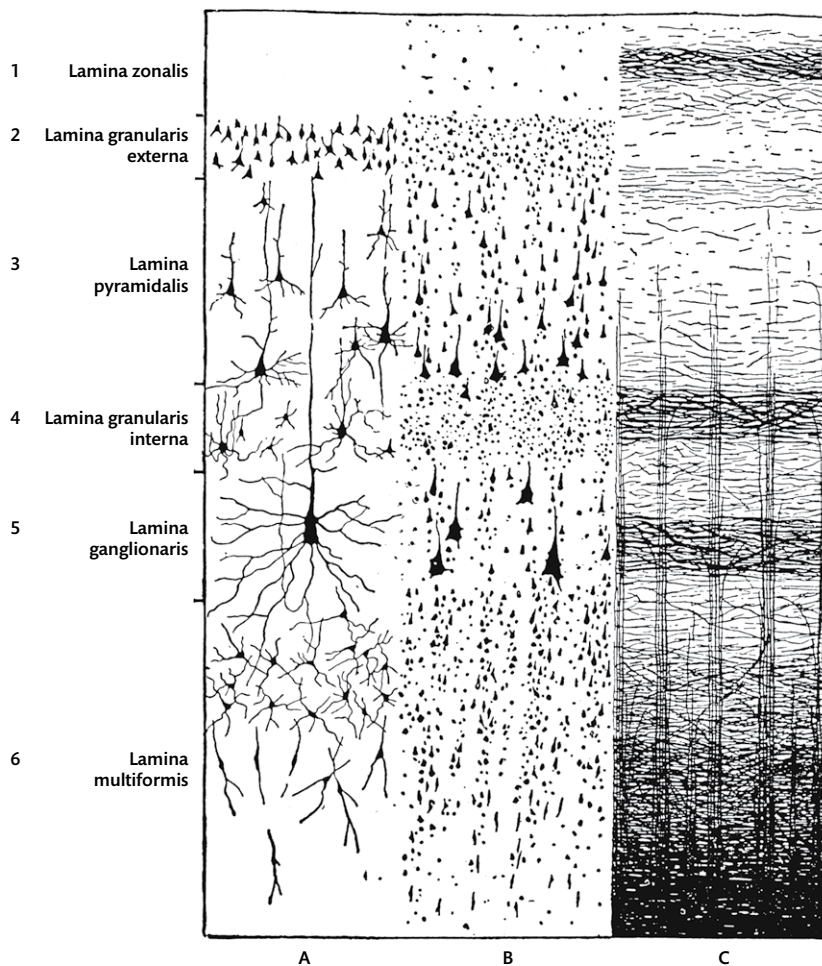 1 Lamina zonalis
2 Lamina granularis
externa
3 Lamina
pyramidalis
4 Lamina granularis
interna
5 Lamina
ganglionaris
6 Lamina
multiformis
A B C